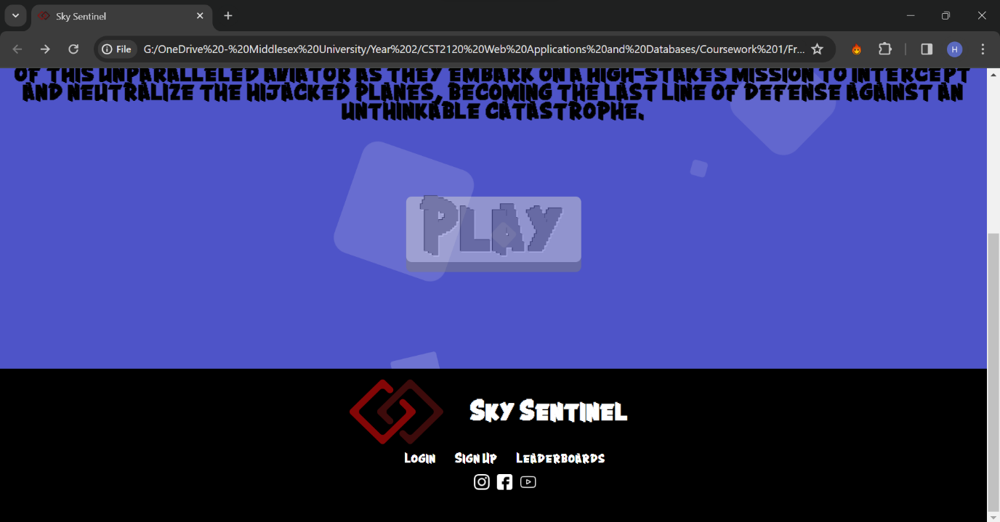 Sky Sentinel
File
G:/OneDrive%20-%20Middlesex%20University/Year%202/CST2120%20Web%20Applications%20and%20Databases/Coursework%201/Fr...
H
OF THIS UNPARALLELED AVIATOR AS THEY EMBARK ON A HIGH-STAKES MISSION TO INTERCEPT
AND NEUTRALIZE THE HIJACKED PLANES, BECOMING THE LAST LINE OF DEFENSE AGAINST AN
UNTHINKABLE CATASTROPHE.
PLAY
SKY SENTINEL
LOGIN SIGN UP LEADERBOARDS